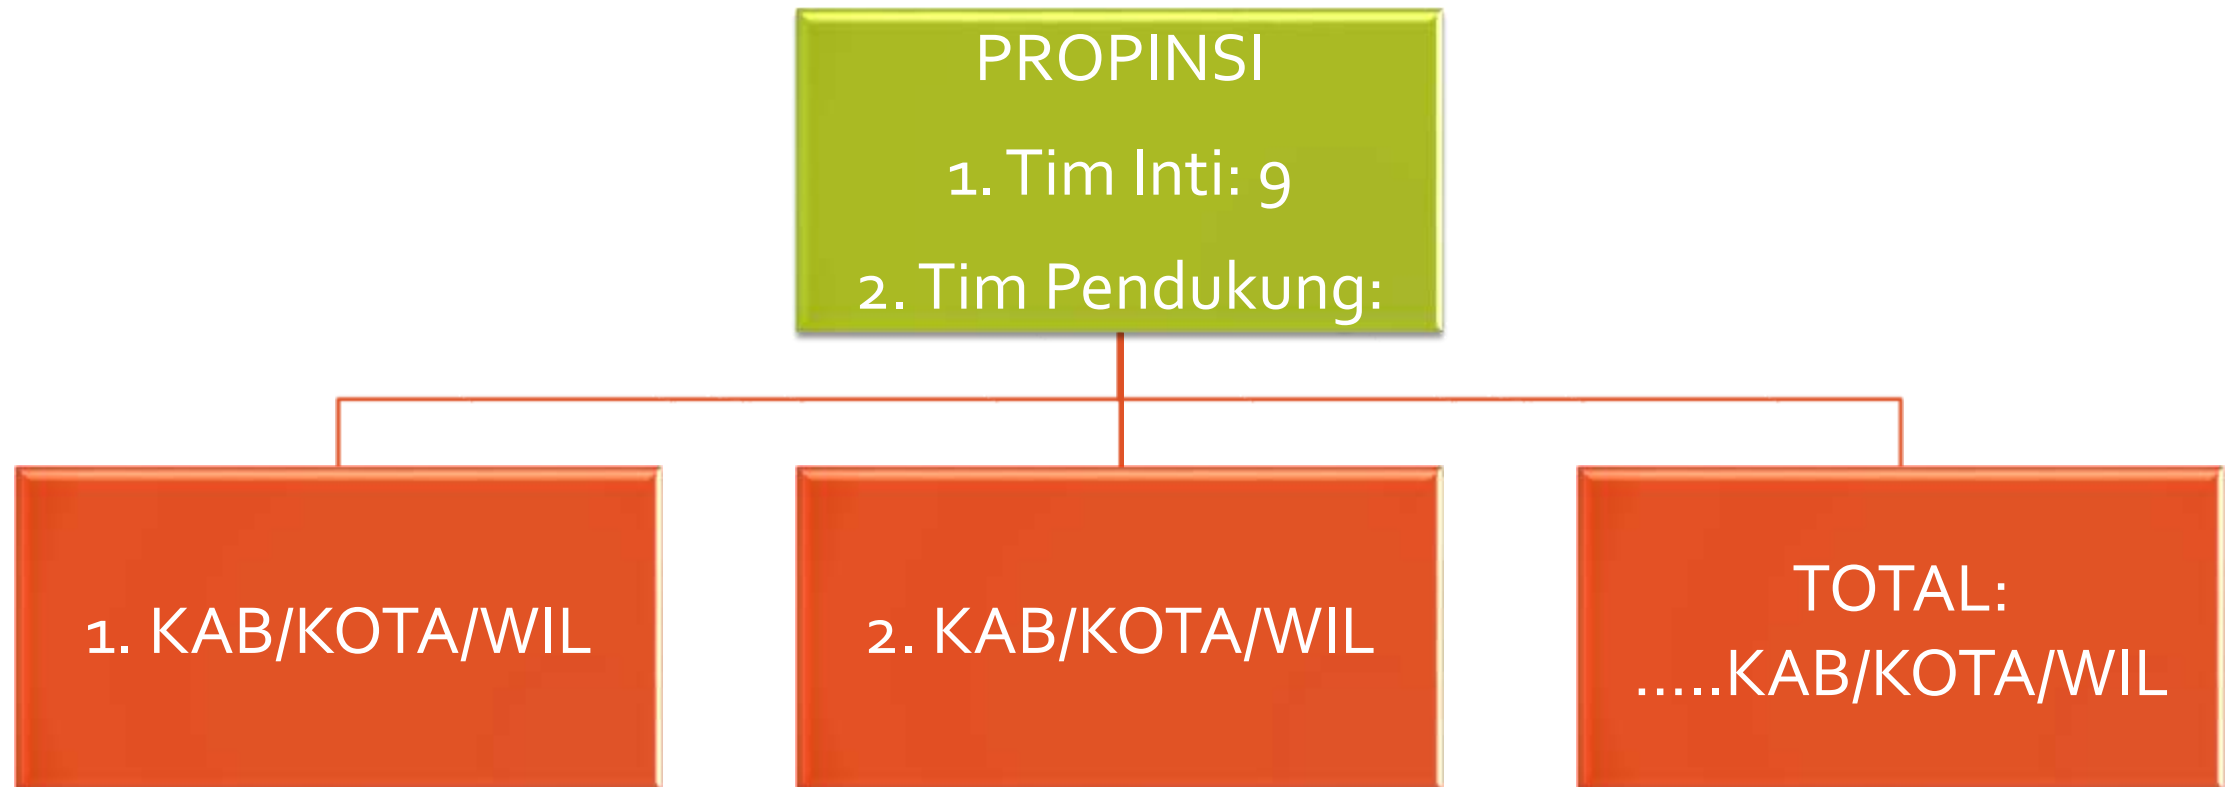 PROPINSI
1. Tim Inti: 9
2. Tim Pendukung:
1. KAB/KOTA/WIL
2. KAB/KOTA/WIL
TOTAL:
.....KAB/KOTA/WIL